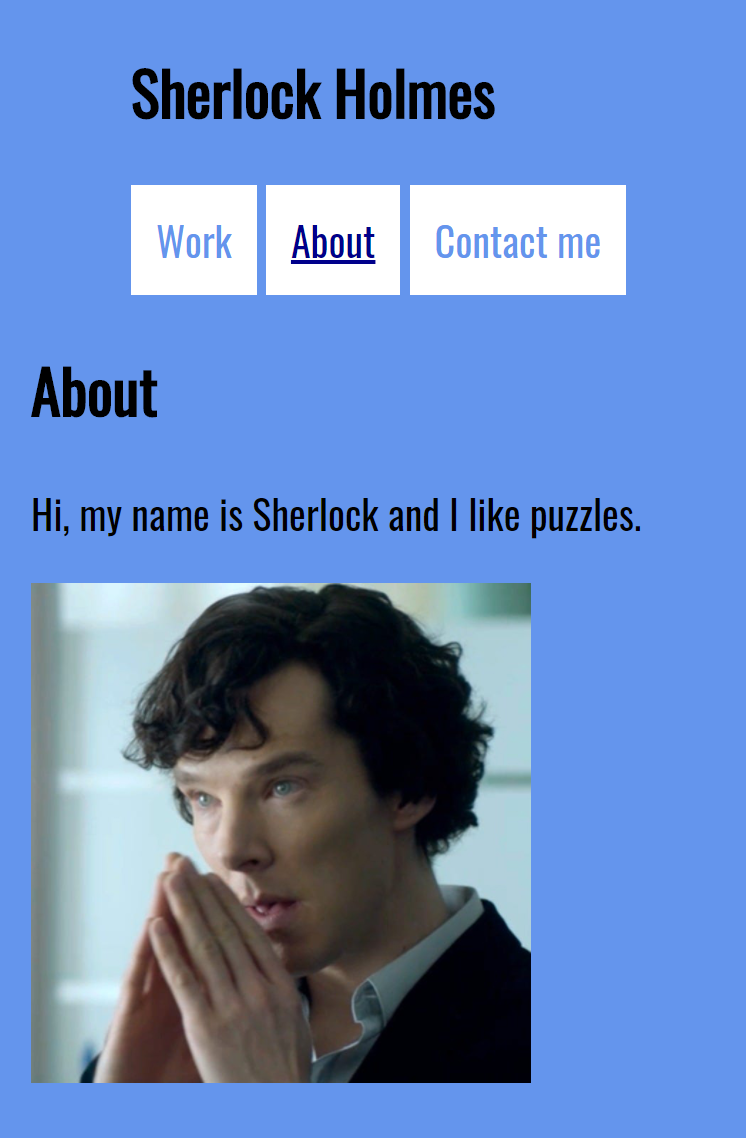 Sherlock Holmes
Work About Contact me
About
Hi, my name is Sherlock and I like puzzles.